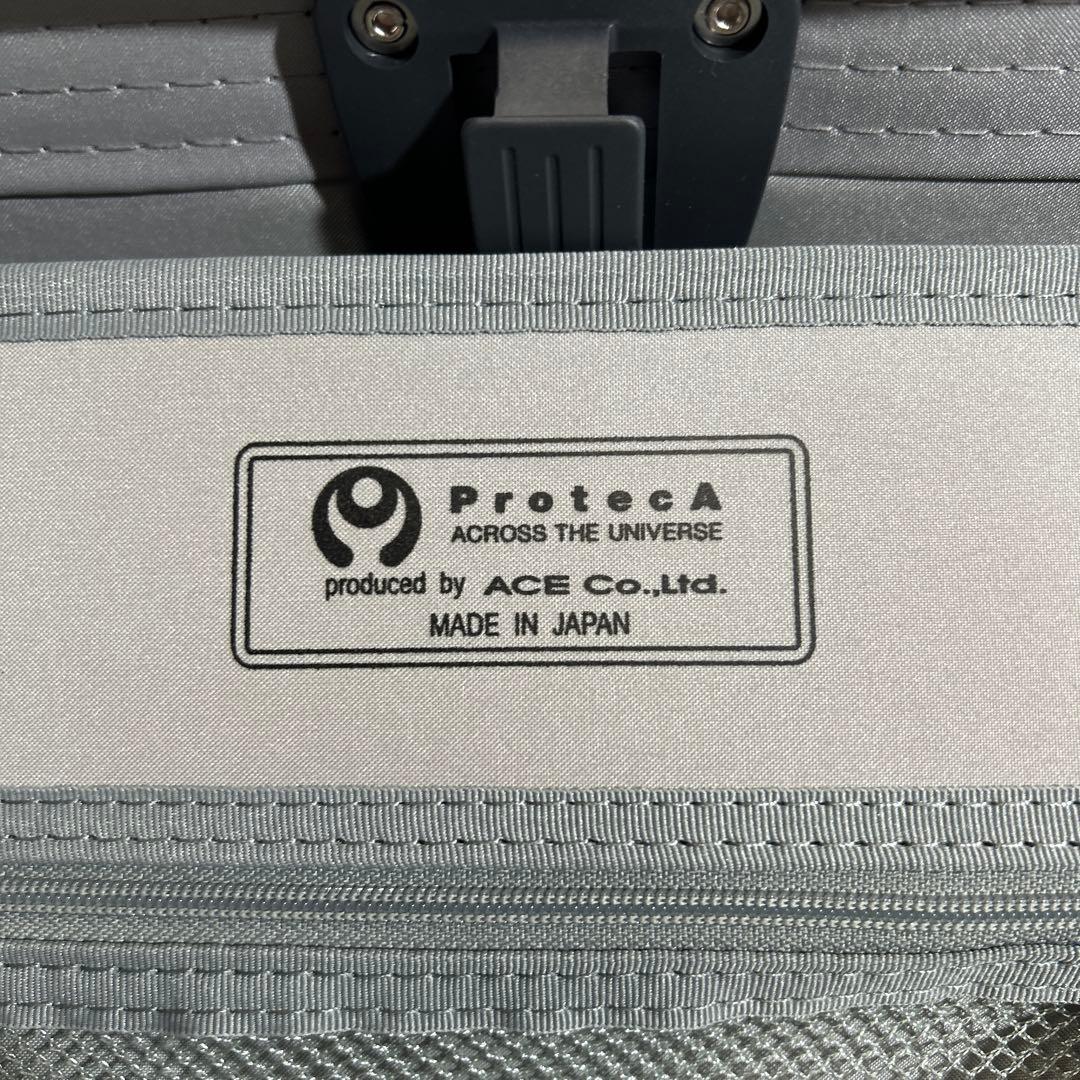 ProtecA
ACROSS THE UNIVERSE
produced by ACE Co.,Ltd.
MADE IN JAPAN